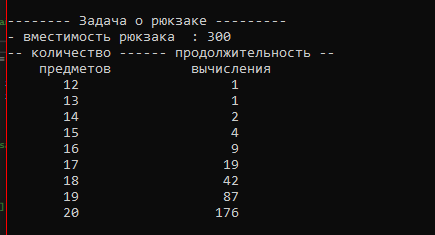 --------- Задача о рюкзаке ---------
- вместимость рюкзака  : 300
-- количество ------ продолжительность --
    предметов          вычисления
       12                   1
       13                   1
       14                   2
       15                   4
       16                   9
       17                  19
       18                  42
       19                  87
       20                 176